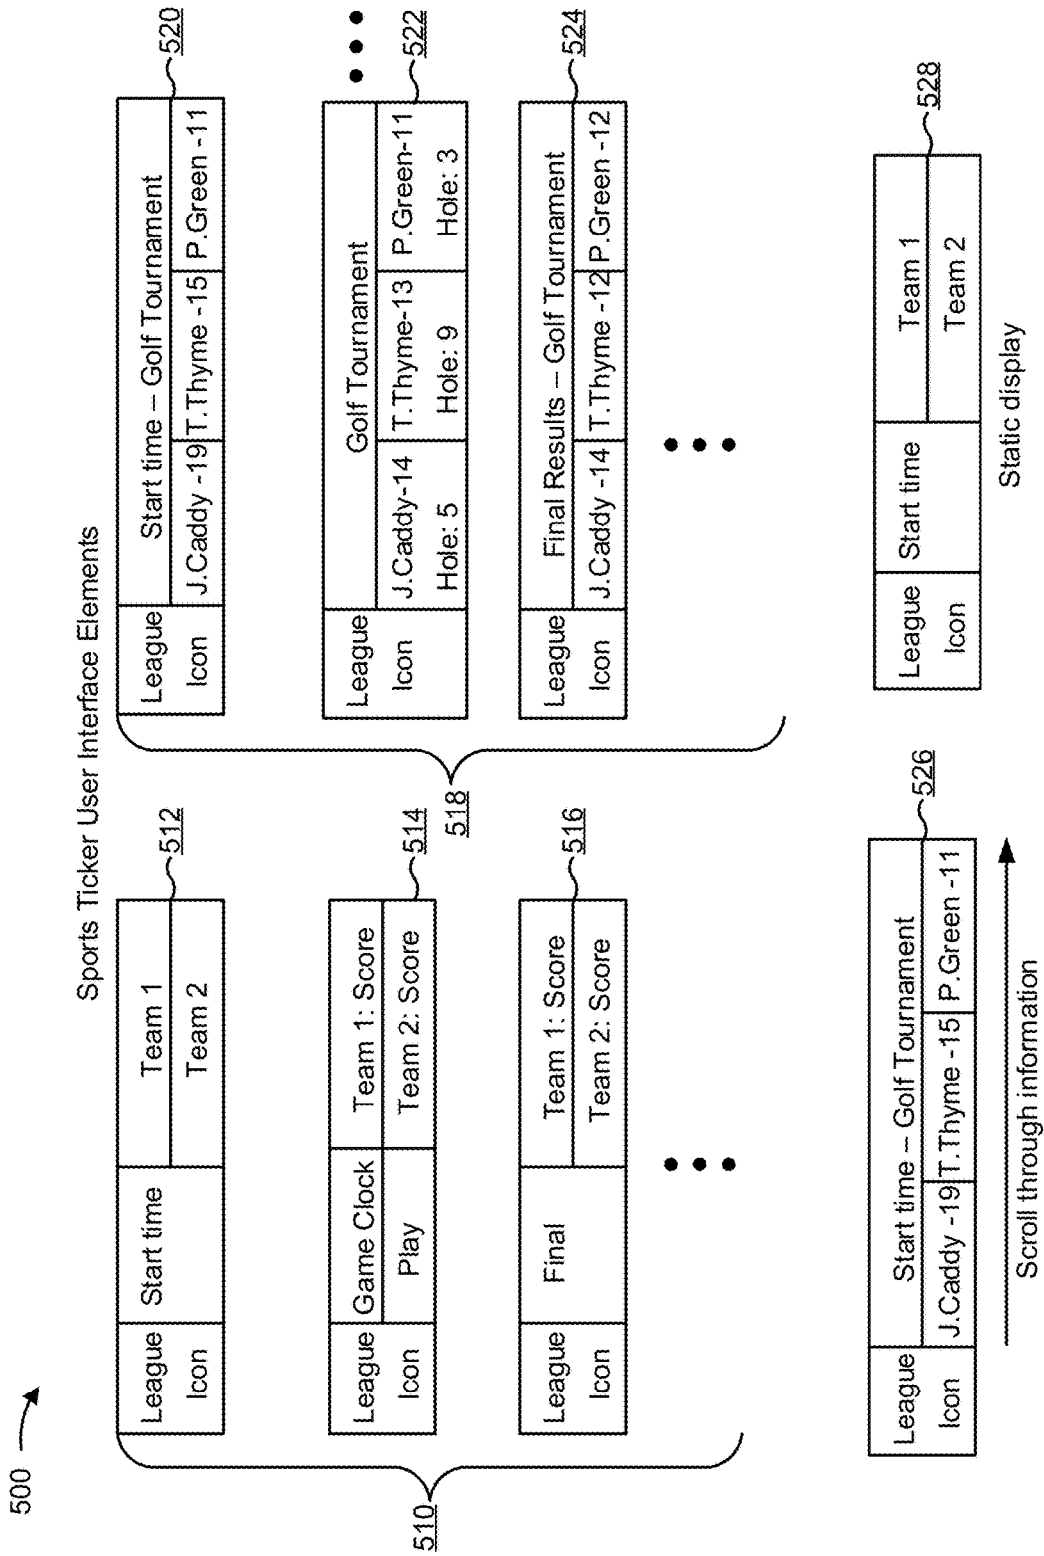 500
Sports Ticker User Interface Elements
510
League
Icon
Start time
Team 1
Team 2
512
League
Icon
Game Clock
Play
Team 1: Score
Team 2: Score
514
League
Icon
Final
Team 1: Score
Team 2: Score
516
518
League
Icon
Start time – Golf Tournament
J.Caddy -19
T.Thyme -15
P.Green -11
520
League
Icon
Golf Tournament
J.Caddy-14
Hole: 5
T.Thyme-13
Hole: 9
P.Green-11
Hole: 3
522
League
Icon
Final Results – Golf Tournament
J.Caddy -14
T.Thyme -12
P.Green -12
524
League
Icon
Start time – Golf Tournament
J.Caddy -19
T.Thyme -15
P.Green -11
526
Scroll through information
League
Icon
Start time
Team 1
Team 2
528
Static display